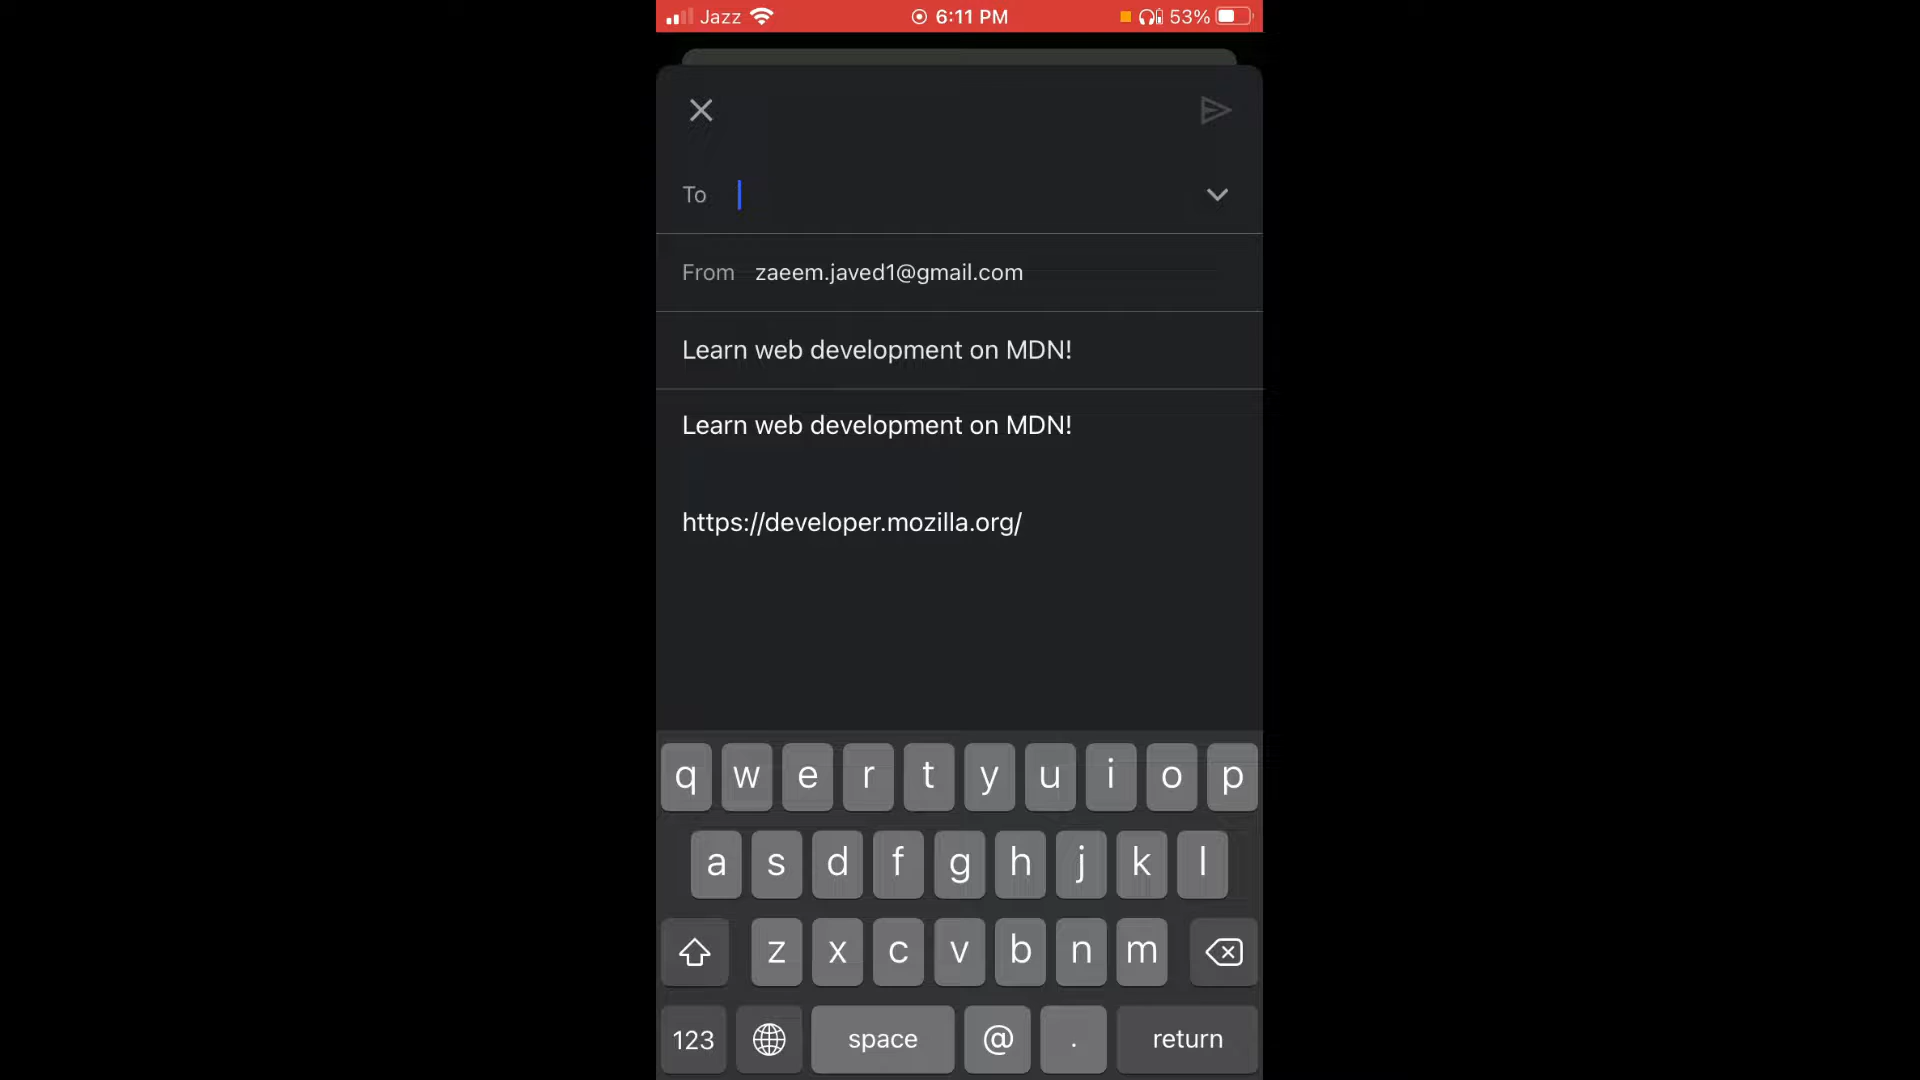 Jazz 6:11 PM 53%
To
From zaeem.javed1@gmail.com
Learn web development on MDN!
Learn web development on MDN!
https://developer.mozilla.org/
q w e r t y u i o p
a s d f g h j k l
z x c v b n m
123 space @ . return